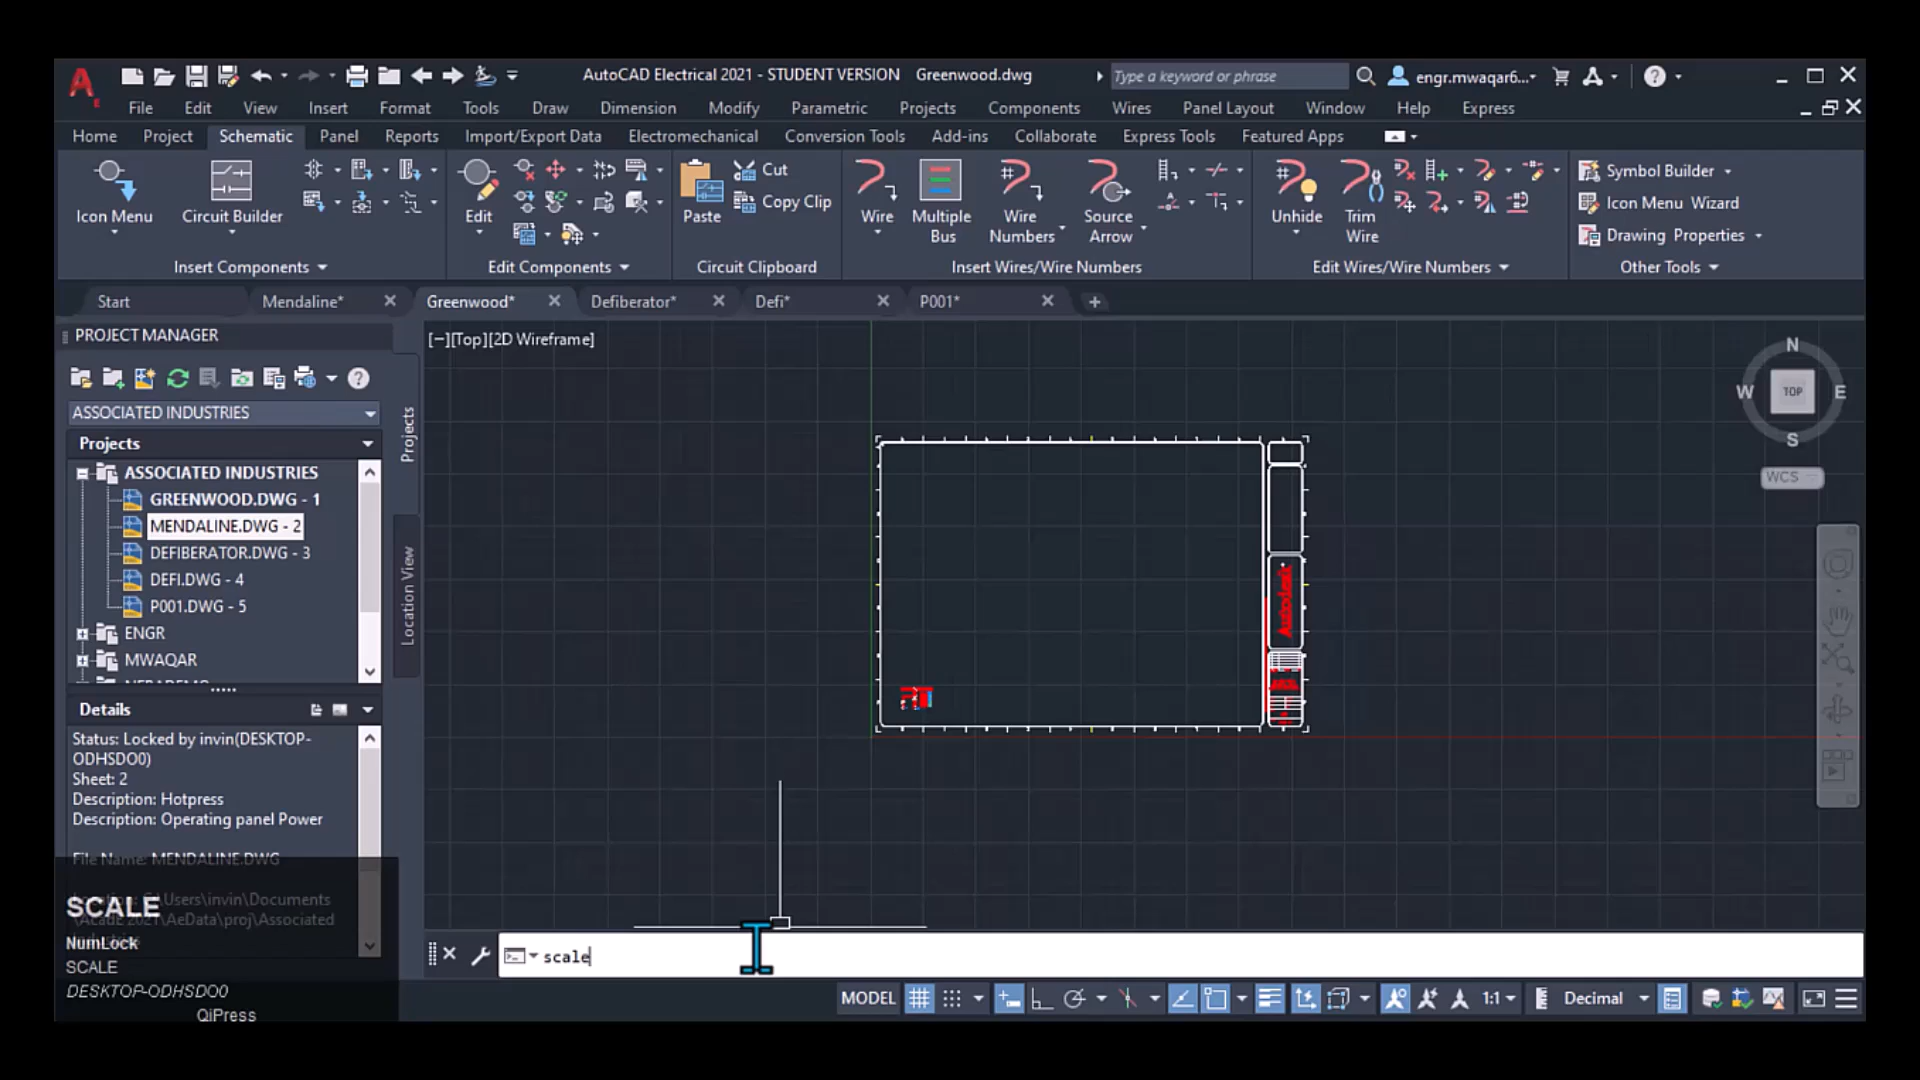 AutoCAD Electrical 2021 - STUDENT VERSION Greenwood.dwg
Type a keyword or phrase
engr.mwaqar6...
File Edit View Insert Format Tools Draw Dimension Modify Parametric Projects Components Wires Panel Layout Window Help Express
Home Project Schematic Panel Reports Import/Export Data Electromechanical Conversion Tools Add-ins Collaborate Express Tools Featured Apps
Icon Menu
Circuit Builder
Insert Components
Edit
Edit Components
Paste
Cut
Copy Clip
Circuit Clipboard
Wire
Multiple Bus
Wire Numbers
Source Arrow
Insert Wires/Wire Numbers
Unhide
Trim Wire
Edit Wires/Wire Numbers
Symbol Builder
Icon Menu Wizard
Drawing Properties
Other Tools
Start Mendaline* Greenwood* Defiberator* Defi* P001*
PROJECT MANAGER
ASSOCIATED INDUSTRIES
Projects
ASSOCIATED INDUSTRIES
GREENWOOD.DWG - 1
MENDALINE.DWG - 2
DEFIBERATOR.DWG - 3
DEFI.DWG - 4
P001.DWG - 5
ENGR
MWAQAR
Projects
Location View
Details
Status: Locked by invin(DESKTOP-
ODHSDO0)
Sheet: 2
Description: Hotpress
Description: Operating panel Power
File Name: MENDALINE.DWG
\Users\invin\Documents
\AeData\proj\Associated
SCALE
NumLock
SCALE
DESKTOP-ODHSDO0
QiPress
[−][Top][2D Wireframe]
N
W TOP E
S
WCS
Autodesk
scale
MODEL 1:1 Decimal